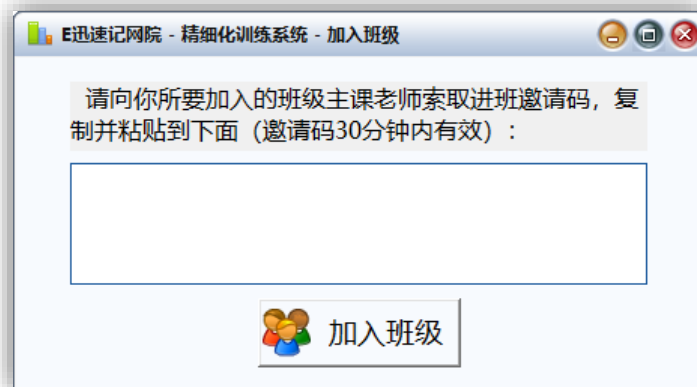 E迅速记网院 - 精细化训练系统 - 加入班级
请向你所要加入的班级主课老师索取进班邀请码，复
制并粘贴到下面（邀请码30分钟内有效）：
加入班级